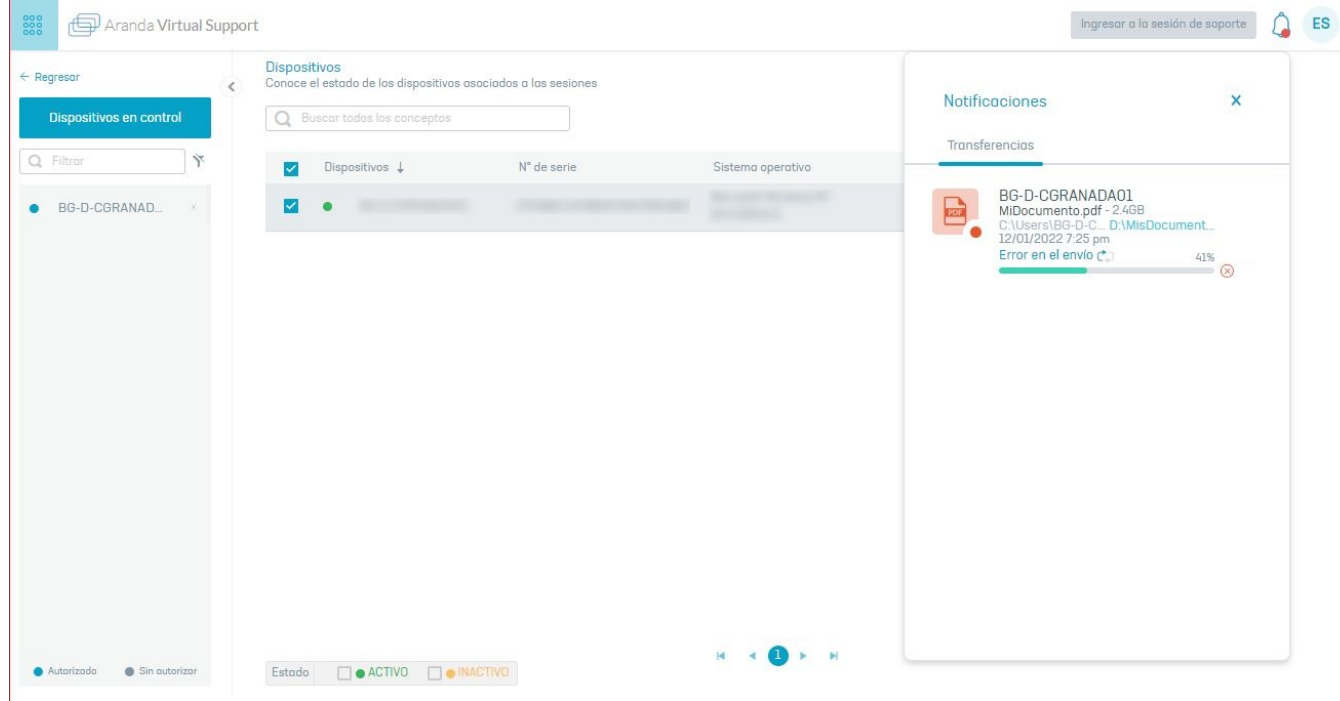 Aranda Virtual Support
Ingresar a la sesión de soporte
ES
← Regresar
Dispositivos en control
Filtrar
BG-D-CGRANAD... ×
Autorizado Sin autorizar
Dispositivos
Conoce el estado de los dispositivos asociados a las sesiones
Buscar todos los conceptos
Dispositivos ↓ N° de serie Sistema operativo
1
Estado ACTIVO INACTIVO
Notificaciones X
Transferencias
PDF
BG-D-CGRANADA01
MiDocumento.pdf - 2.4GB
C:\Users\BG-D-C... D:\MisDocument...
12/01/2022 7:25 pm
Error en el envío 41%